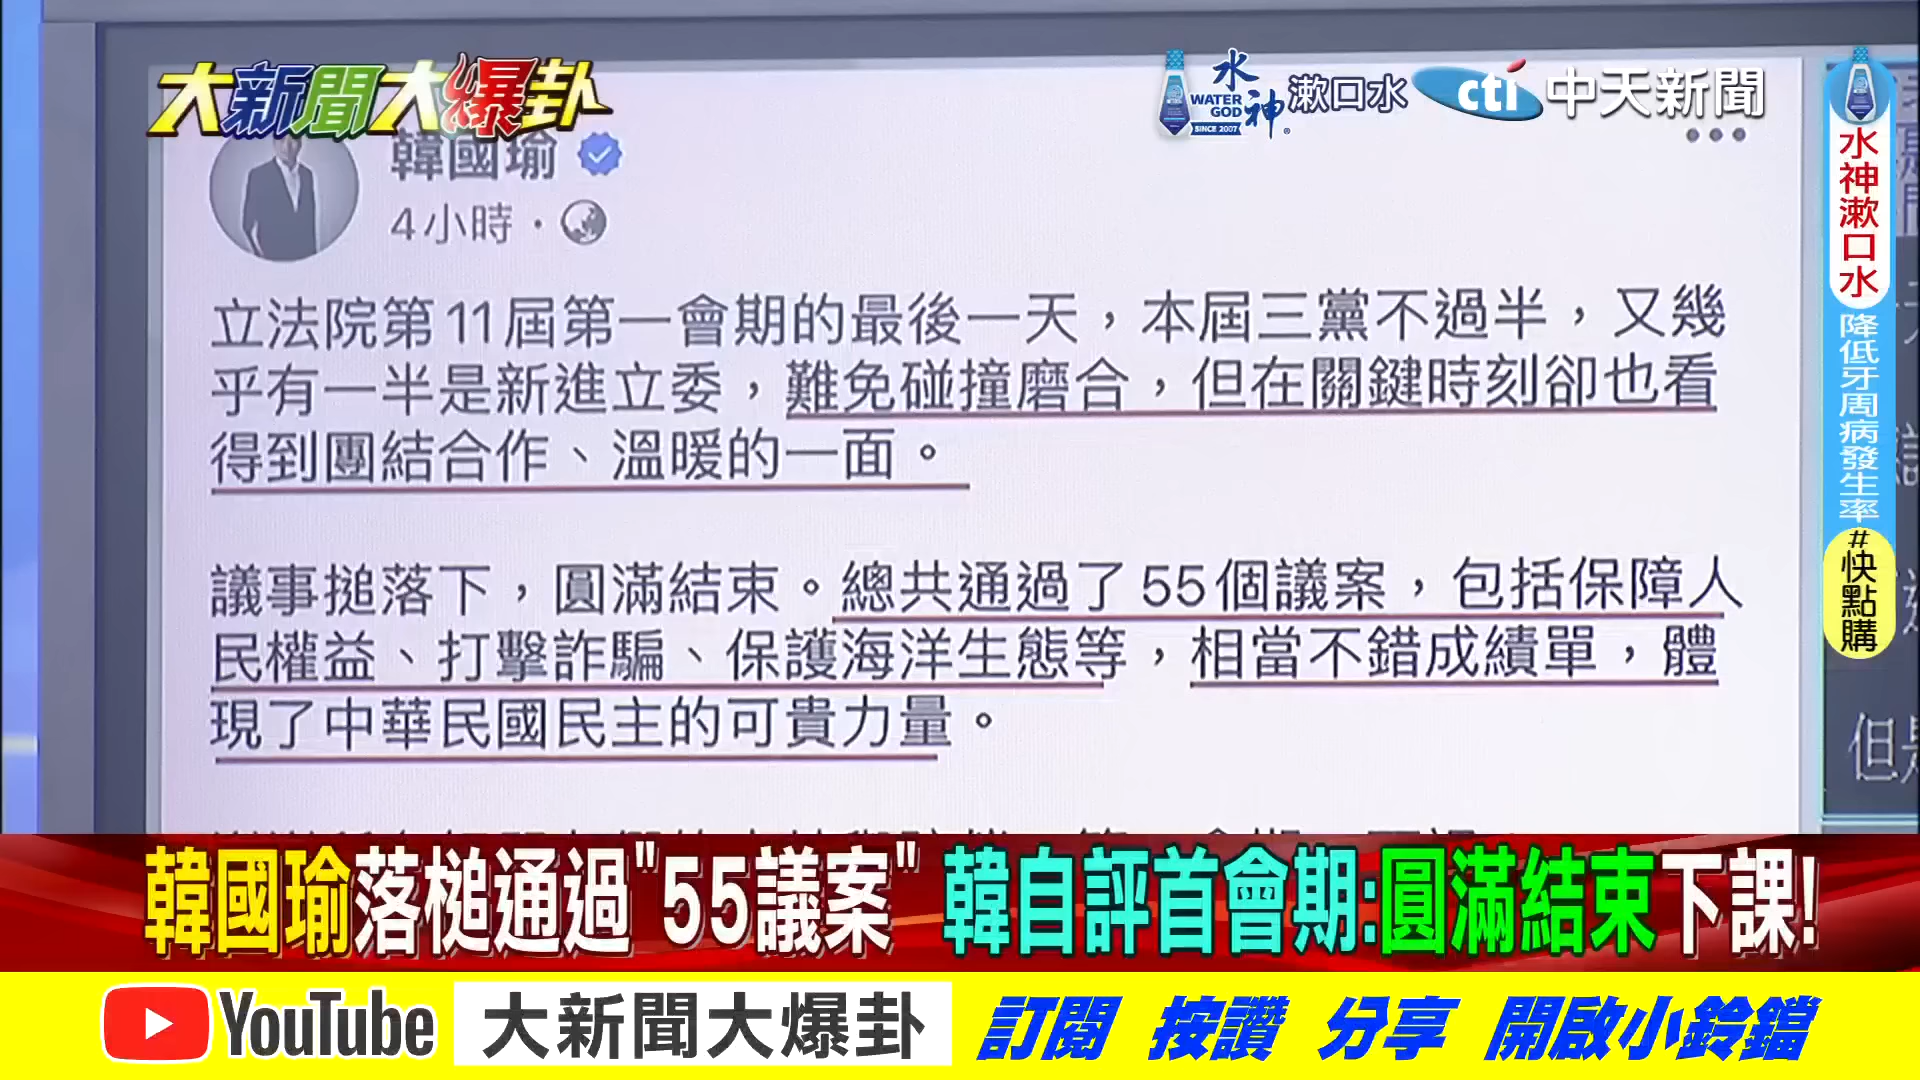 大新聞大爆卦
水神
WATER GOD
SINCE 2007
漱口水
cti 中天新聞
韓國瑜
4小時
立法院第11屆第一會期的最後一天，本屆三黨不過半，又幾
乎有一半是新進立委，難免碰撞磨合，但在關鍵時刻卻也看
得到團結合作、溫暖的一面。
議事搥落下，圓滿結束。總共通過了55個議案，包括保障人
民權益、打擊詐騙、保護海洋生態等，相當不錯成績單，體
現了中華民國民主的可貴力量。
水神漱口水
降低牙周病發生率
#快點購
但是
韓國瑜落槌通過"55議案" 韓自評首會期:圓滿結束下課!
YouTube 大新聞大爆卦 訂閱 按讚 分享 開啟小鈴鐺